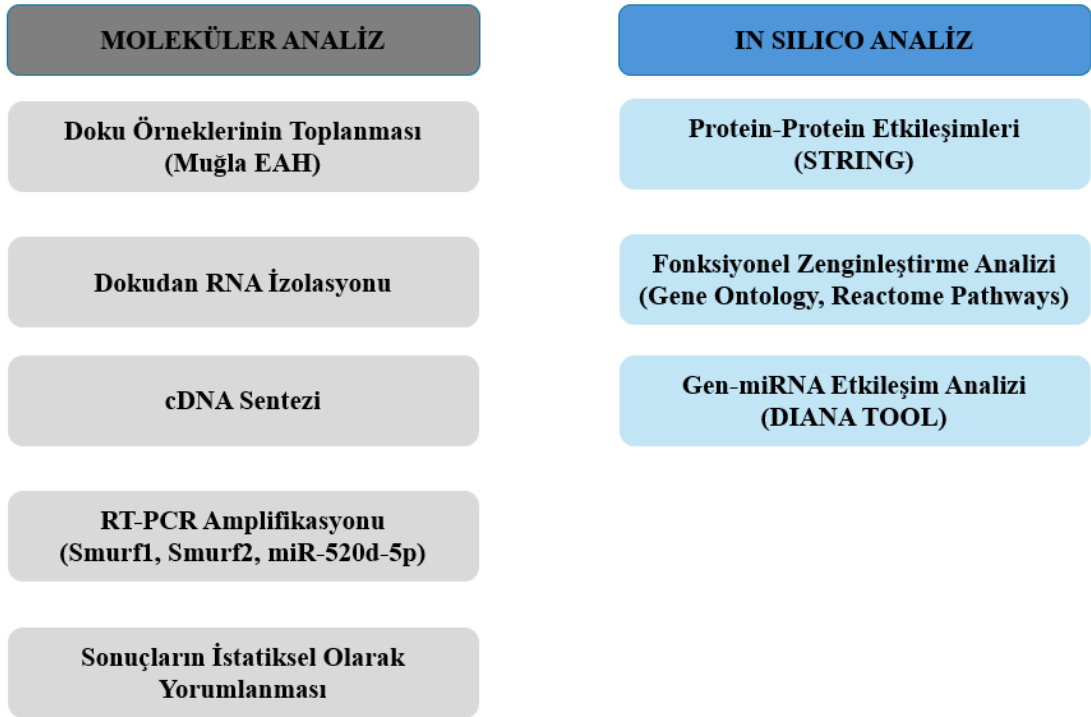 MOLEKÜLER ANALİZ
Doku Örneklerinin Toplanması
(Muğla EAH)
Dokudan RNA İzolasyonu
cDNA Sentezi
RT-PCR Amplifikasyonu
(Smurf1, Smurf2, miR-520d-5p)
Sonuçların İstatiksel Olarak
Yorumlanması
IN SILICO ANALİZ
Protein-Protein Etkileşimleri
(STRING)
Fonksiyonel Zenginleştirme Analizi
(Gene Ontology, Reactome Pathways)
Gen-miRNA Etkileşim Analizi
(DIANA TOOL)